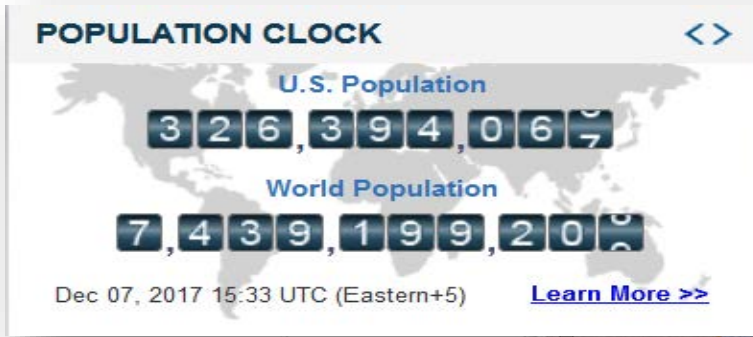 POPULATION CLOCK <>
U.S. Population
326,394,067
World Population
7,439,199,20
Dec 07, 2017 15:33 UTC (Eastern+5) Learn More >>